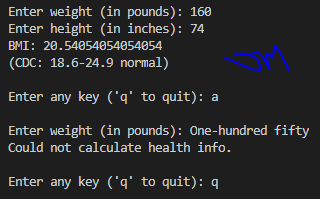 Enter weight (in pounds): 160
Enter height (in inches): 74
BMI: 20.54054054054054
(CDC: 18.6-24.9 normal)
Enter any key ('q' to quit): a
Enter weight (in pounds): One-hundred fifty
Could not calculate health info.
Enter any key ('q' to quit): q